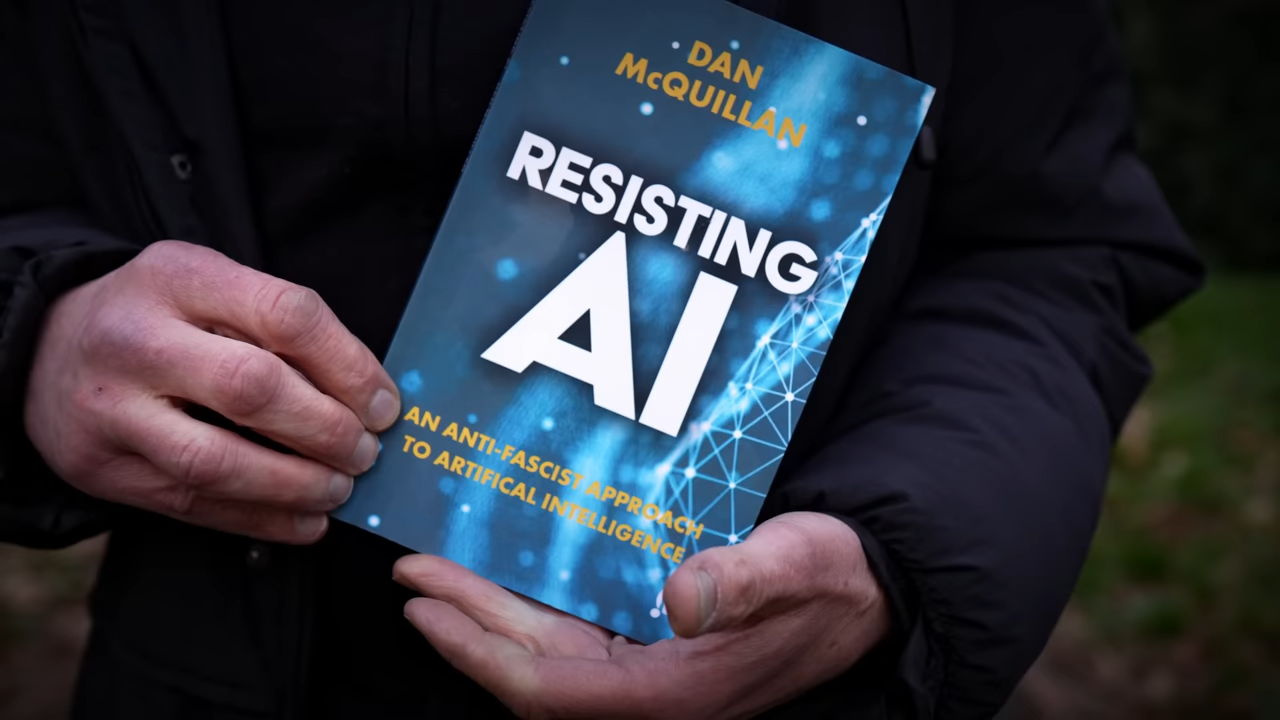 DAN
McQUILLAN
RESISTING
AI
AN ANTI-FASCIST APPROACH
TO ARTIFICAL INTELLIGENCE